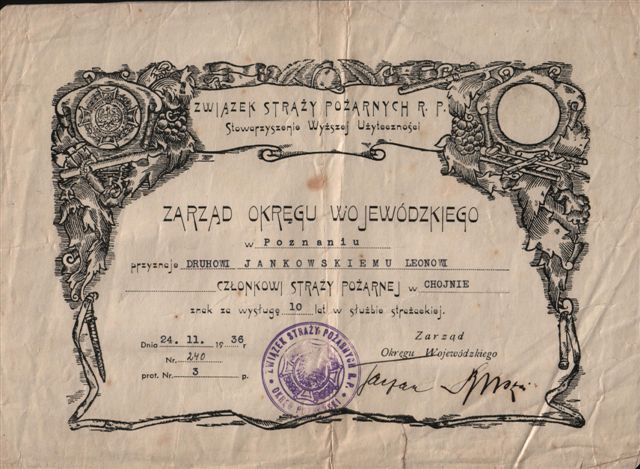 ZWIĄZEK STRAŻY POŻARNYCH R. P.
Stowarzyszenie Wyższej Użyteczności
ZARZĄD OKRĘGU WOJEWÓDZKIEGO
w Poznaniu
przyznaje DRUHOWI JANKOWSKIEMU LEONOWI
CZŁONKOWI STRAŻY POŻARNEJ w CHOJNIE
znak za wysługę 10 lat w służbie strażackiej.
Dnia 24. 11. 1936
Nr. 240
prot. Nr. 3 p.
Zarząd
Okręgu Wojewódzkiego
ZWIĄZEK STRAŻY POŻARNYCH R.P.